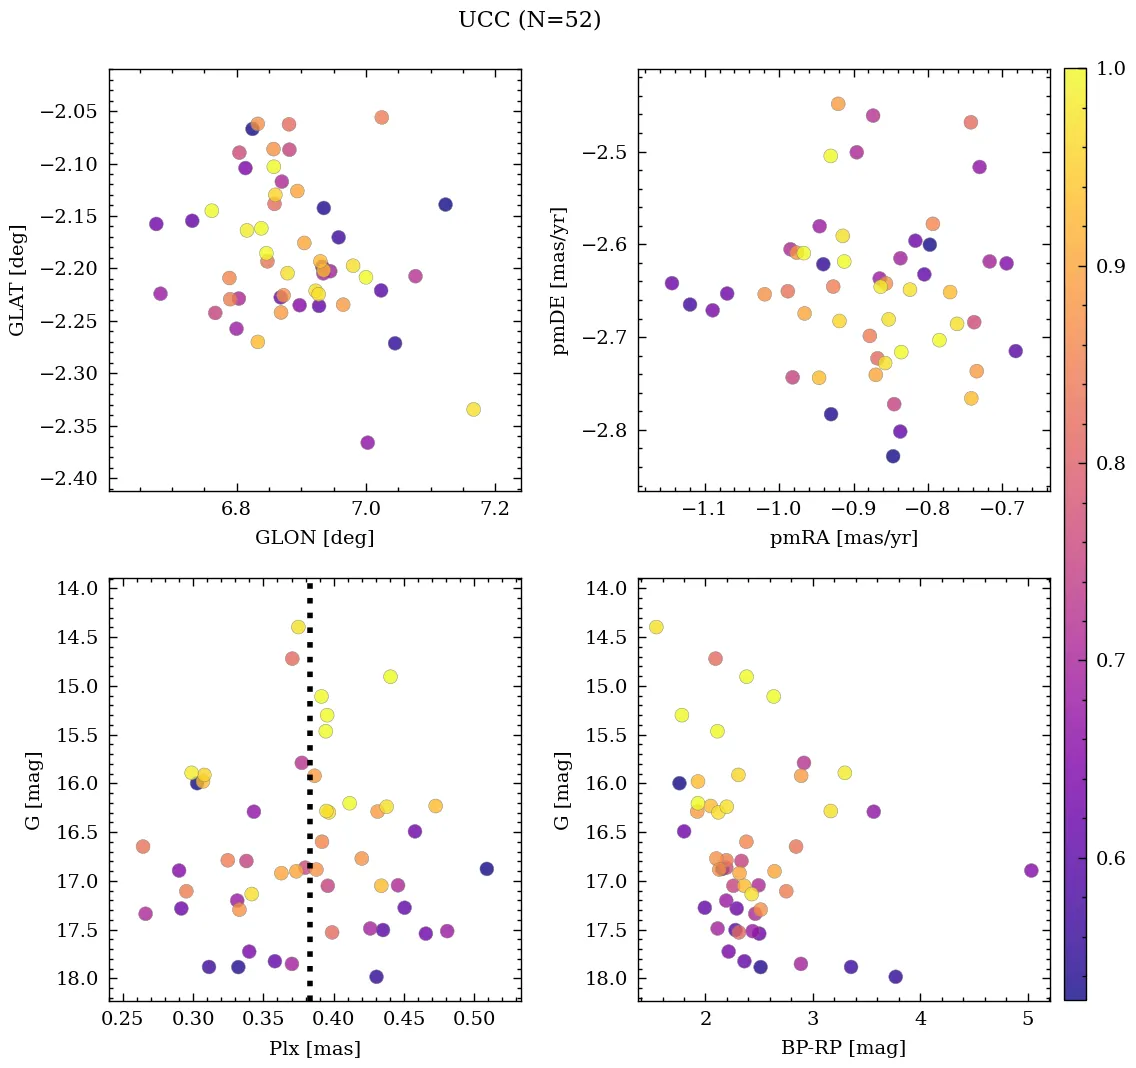 UCC (N=52)
−2.05
−2.10
−2.15
−2.20
−2.25
−2.30
−2.35
−2.40
GLAT [deg]
6.8 7.0 7.2
GLON [deg]
−2.5
−2.6
−2.7
−2.8
pmDE [mas/yr]
−1.1 −1.0 −0.9 −0.8 −0.7
pmRA [mas/yr]
1.0
0.9
0.8
0.7
0.6
14.0
14.5
15.0
15.5
16.0
16.5
17.0
17.5
18.0
G [mag]
0.25 0.30 0.35 0.40 0.45 0.50
Plx [mas]
14.0
14.5
15.0
15.5
16.0
16.5
17.0
17.5
18.0
G [mag]
2 3 4 5
BP-RP [mag]